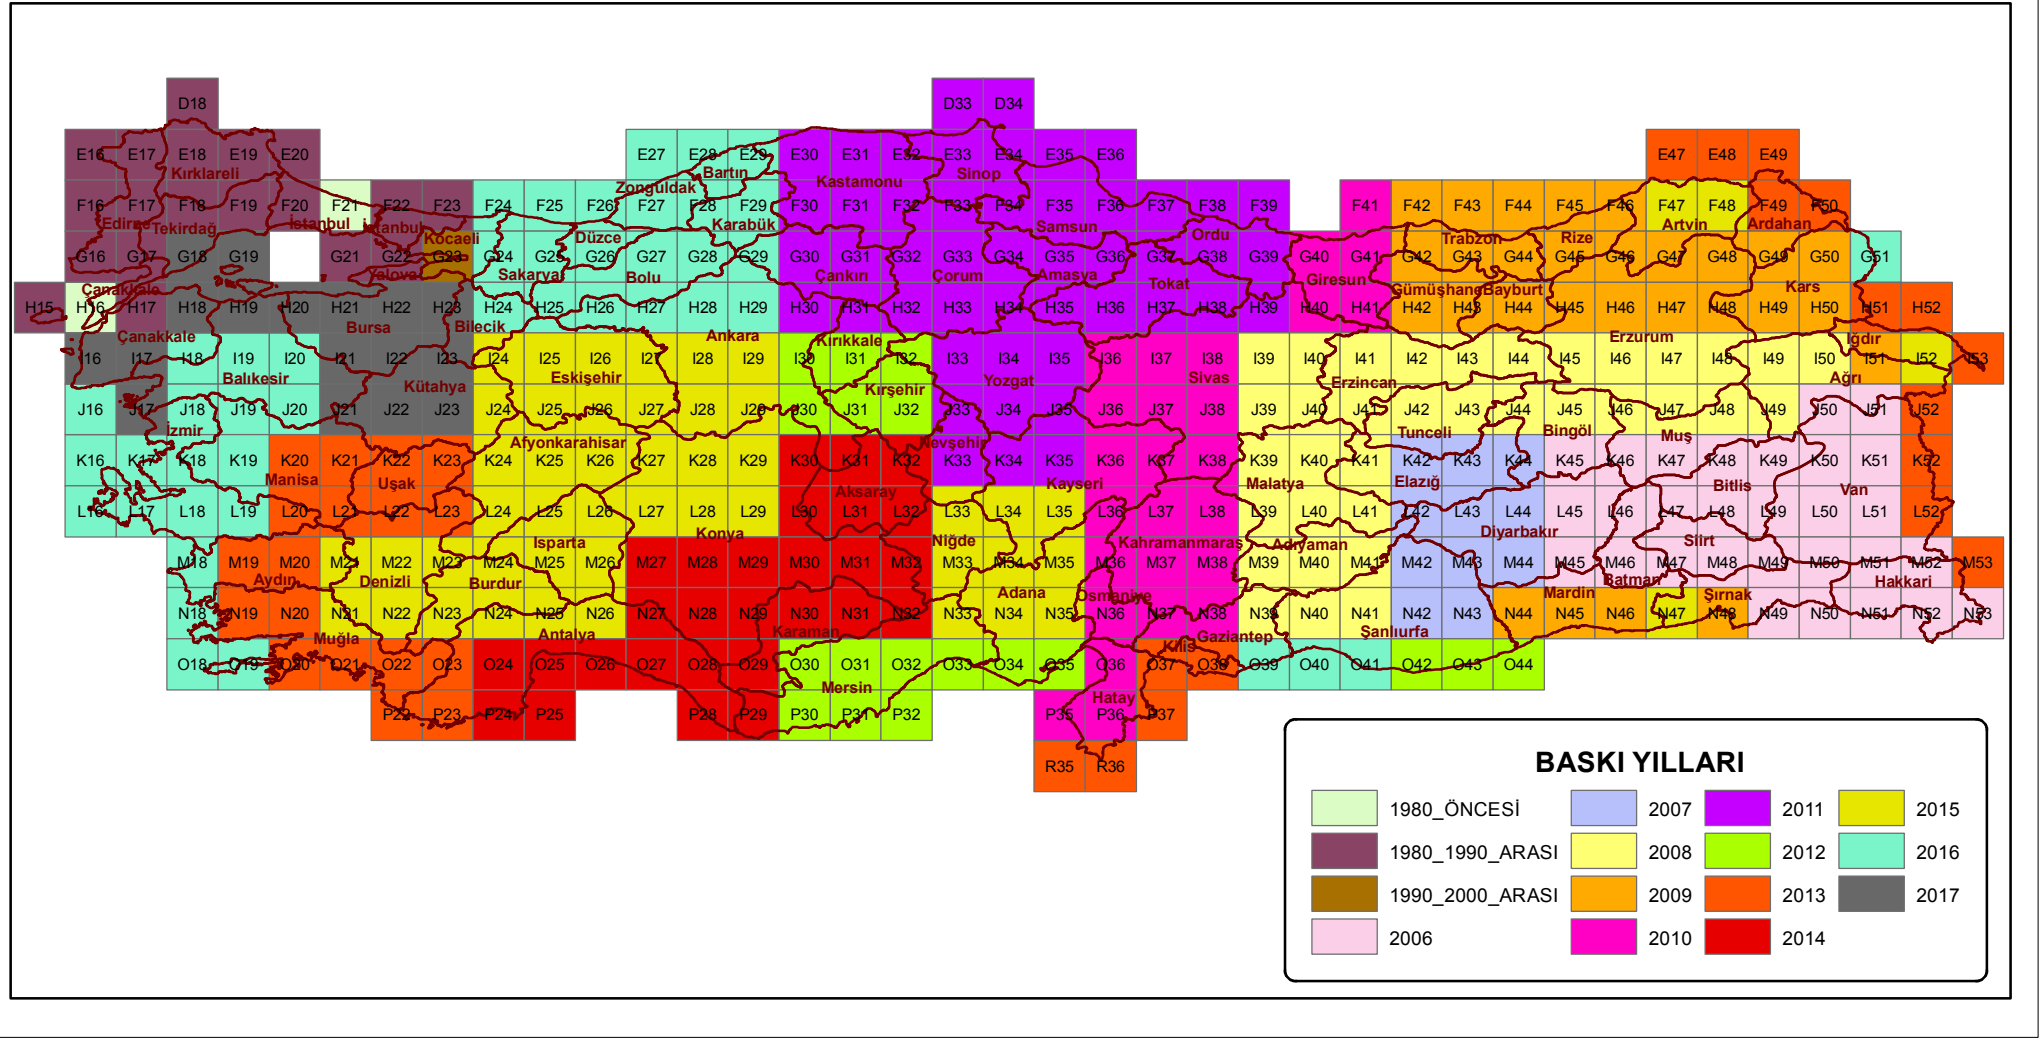 D18 D33 D34
E16 E17 E18 E19 E20 E27 E28 E29 E30 E31 E32 E33 E34 E35 E36 E47 E48 E49
Kırklareli Zonguldak Bartın Kastamonu Sinop
F16 F17 F18 F19 F20 F21 F22 F23 F24 F25 F26 F27 F28 F29 F30 F31 F32 F33 F34 F35 F36 F37 F38 F39 F41 F42 F43 F44 F45 F46 F47 F48 F49 F50
Edirne Tekirdağ İstanbul İstanbul Kocaeli Düzce Karabük Samsun Ordu Trabzon Rize Artvin Ardahan
G16 G17 G18 G19 G21 G22 G23 G24 G25 G26 G27 G28 G29 G30 G31 G32 G33 G34 G35 G36 G37 G38 G39 G40 G41 G42 G43 G44 G45 G46 G47 G48 G49 G50 G51
Çanakkale Yalova Sakarya Bolu Çankırı Çorum Amasya Tokat Giresun Gümüşhane Bayburt Kars
H15 H16 H17 H18 H19 H20 H21 H22 H23 H24 H25 H26 H27 H28 H29 H30 H31 H32 H33 H34 H35 H36 H37 H38 H39 H40 H41 H42 H43 H44 H45 H46 H47 H48 H49 H50 H51 H52
Çanakkale Bursa Bilecik Ankara Kırıkkale Erzurum Iğdır
I16 I17 I18 I19 I20 I21 I22 I23 I24 I25 I26 I27 I28 I29 I30 I31 I32 I33 I34 I35 I36 I37 I38 I39 I40 I41 I42 I43 I44 I45 I46 I47 I48 I49 I50 I51 I52 I53
Balıkesir Kütahya Eskişehir Kırşehir Yozgat Sivas Erzincan Ağrı
J16 J17 J18 J19 J20 J21 J22 J23 J24 J25 J26 J27 J28 J29 J30 J31 J32 J33 J34 J35 J36 J37 J38 J39 J40 J41 J42 J43 J44 J45 J46 J47 J48 J49 J50 J51 J52
İzmir Afyonkarahisar Nevşehir Tunceli Bingöl Muş
K16 K17 K18 K19 K20 K21 K22 K23 K24 K25 K26 K27 K28 K29 K30 K31 K32 K33 K34 K35 K36 K37 K38 K39 K40 K41 K42 K43 K44 K45 K46 K47 K48 K49 K50 K51 K52
Manisa Uşak Aksaray Kayseri Malatya Elazığ Bitlis Van
L16 L17 L18 L19 L20 L21 L22 L23 L24 L25 L26 L27 L28 L29 L30 L31 L32 L33 L34 L35 L36 L37 L38 L39 L40 L41 L42 L43 L44 L45 L46 L47 L48 L49 L50 L51 L52
Isparta Konya Niğde Kahramanmaraş Adıyaman Diyarbakır Siirt
M18 M19 M20 M21 M22 M23 M24 M25 M26 M27 M28 M29 M30 M31 M32 M33 M34 M35 M36 M37 M38 M39 M40 M41 M42 M43 M44 M45 M46 M47 M48 M49 M50 M51 M52 M53
Aydın Denizli Burdur Adana Osmaniye Batman Mardin Şırnak Hakkari
N18 N19 N20 N21 N22 N23 N24 N25 N26 N27 N28 N29 N30 N31 N32 N33 N34 N35 N36 N37 N38 N39 N40 N41 N42 N43 N44 N45 N46 N47 N48 N49 N50 N51 N52 N53
Muğla Antalya Karaman Kilis Gaziantep Şanlıurfa
O18 O19 O20 O21 O22 O23 O24 O25 O26 O27 O28 O29 O30 O31 O32 O33 O34 O35 O36 O37 O38 O39 O40 O41 O42 O43 O44
Mersin Hatay
P22 P23 P24 P25 P28 P29 P30 P31 P32 P35 P36 P37
R35 R36
BASKI YILLARI
1980_ÖNCESİ 2007 2011 2015
1980_1990_ARASI 2008 2012 2016
1990_2000_ARASI 2009 2013 2017
2006 2010 2014